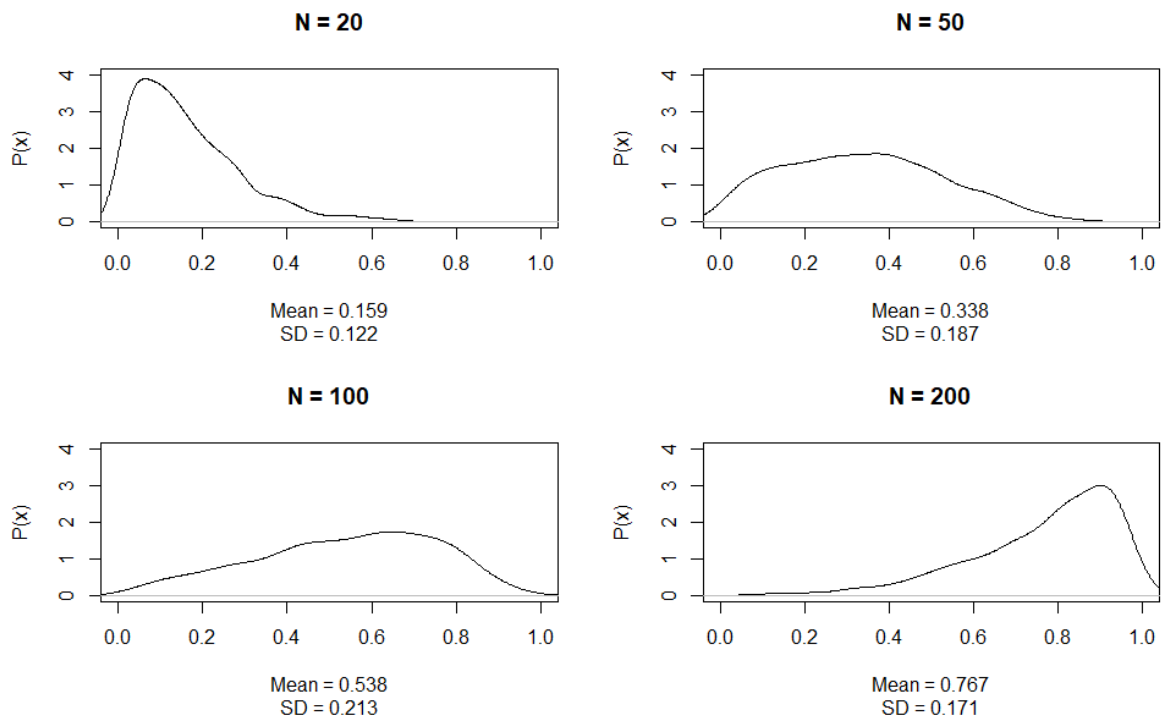 N = 20
P(x)
0 1 2 3 4
0.0 0.2 0.4 0.6 0.8 1.0
Mean = 0.159
SD = 0.122
N = 50
P(x)
0 1 2 3 4
0.0 0.2 0.4 0.6 0.8 1.0
Mean = 0.338
SD = 0.187
N = 100
P(x)
0 1 2 3 4
0.0 0.2 0.4 0.6 0.8 1.0
Mean = 0.538
SD = 0.213
N = 200
P(x)
0 1 2 3 4
0.0 0.2 0.4 0.6 0.8 1.0
Mean = 0.767
SD = 0.171